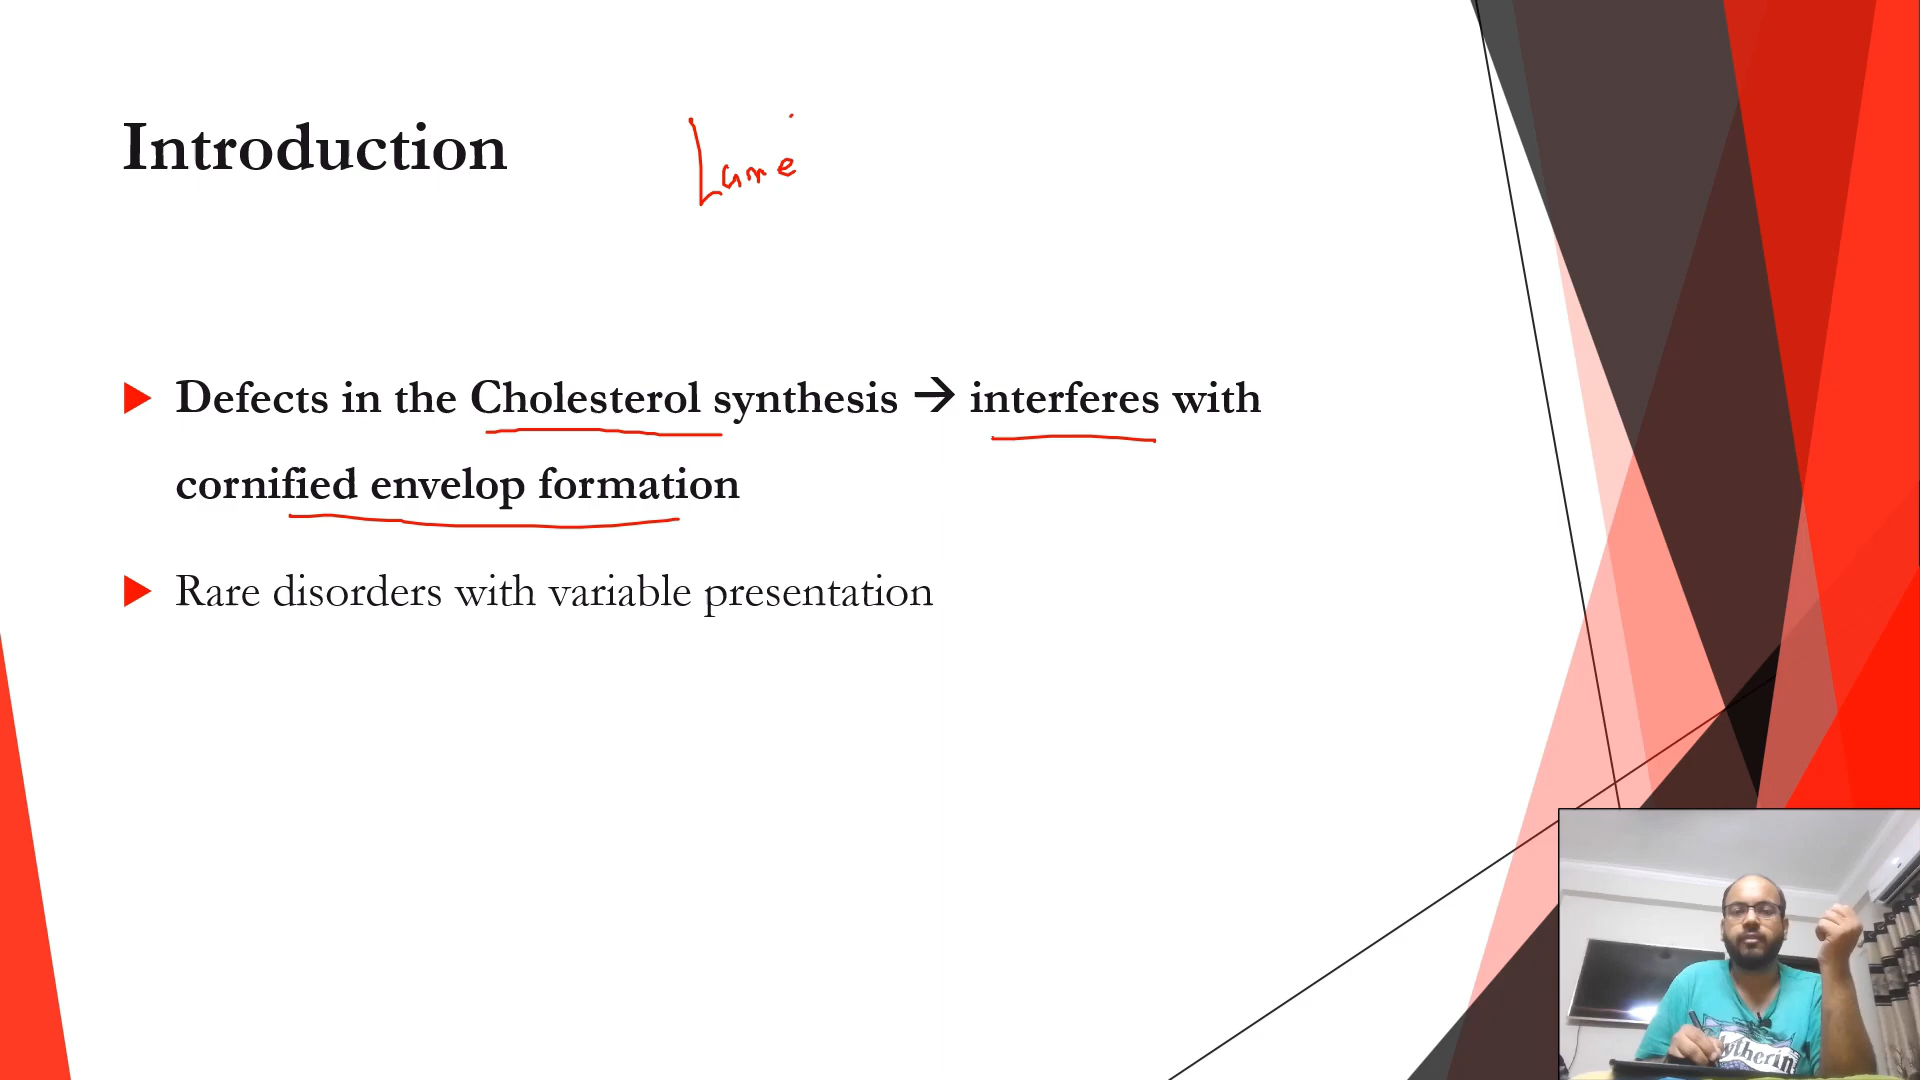 Introduction
Lame
Defects in the Cholesterol synthesis → interferes with
cornified envelop formation
Rare disorders with variable presentation